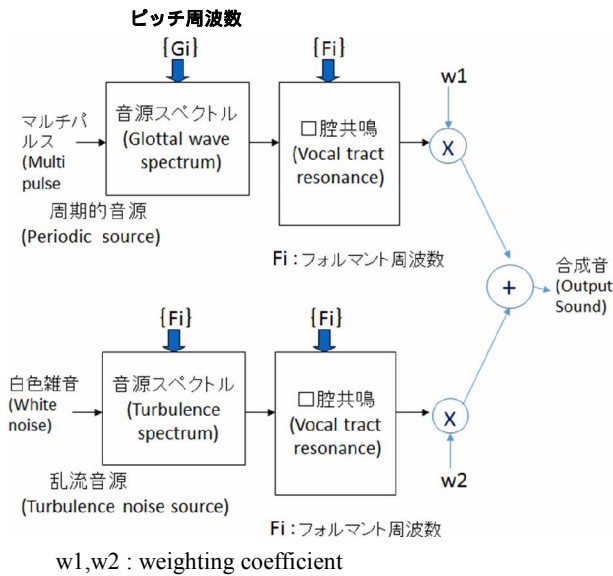 ピッチ周波数
{Gi}
{Fi}
w1
マルチパ
ルス
(Multi
pulse
音源スペクトル
(Glottal wave
spectrum)
口腔共鳴
(Vocal tract
resonance)
X
周期的音源
(Periodic source)
Fi:フォルマント周波数
+
合成音
(Output
Sound)
{Fi}
{Fi}
白色雑音
(White
noise)
音源スペクトル
(Turbulence
spectrum)
口腔共鳴
(Vocal tract
resonance)
X
w2
乱流音源
(Turbulence noise source)
Fi:フォルマント周波数
w1,w2 : weighting coefficient